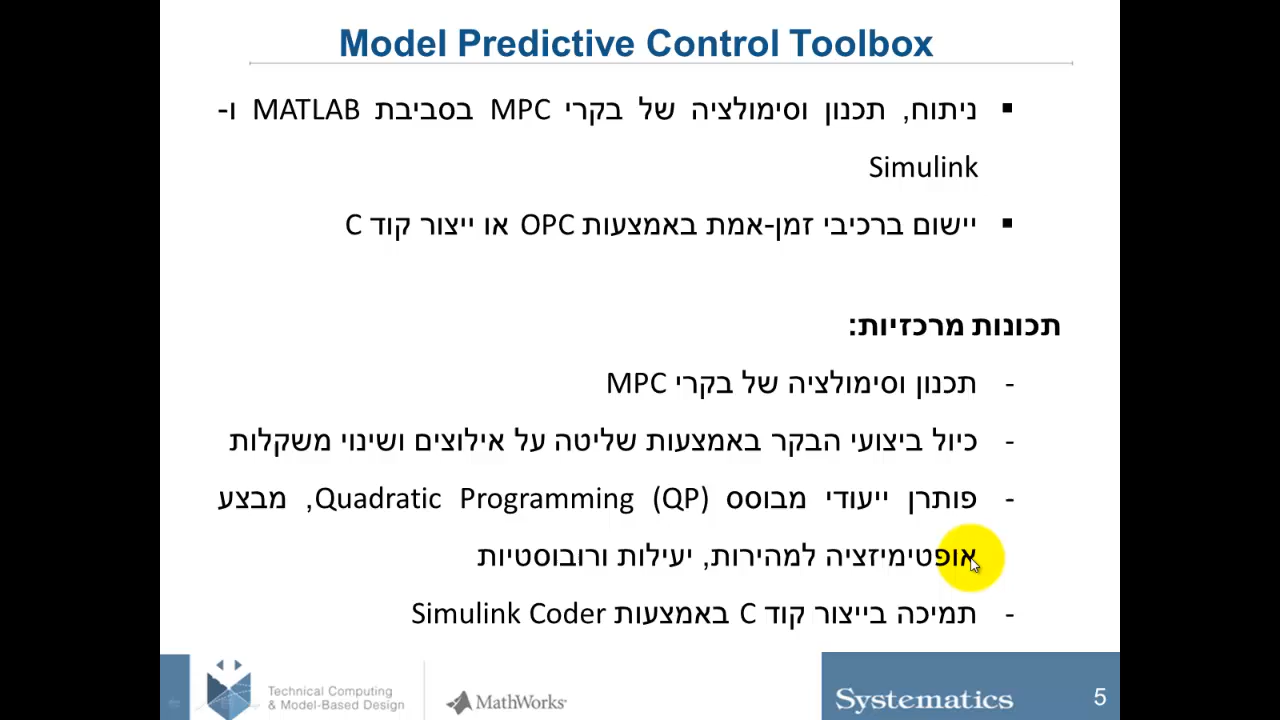 Model Predictive Control Toolbox
▪ ניתוח, תכנון וסימולציה של בקרי MPC בסביבת MATLAB ו-
Simulink
▪ יישום ברכיבי זמן-אמת באמצעות OPC או ייצור קוד C
תכונות מרכזיות:
- תכנון וסימולציה של בקרי MPC
- כיול ביצועי הבקר באמצעות שליטה על אילוצים ושינוי משקלות
- פותרן ייעודי מבוסס Quadratic Programming (QP), מבצע
אופטימיזציה למהירות, יעילות ורובוסטיות
- תמיכה בייצור קוד C באמצעות Simulink Coder
Technical Computing
& Model-Based Design
MathWorks
Systematics
5